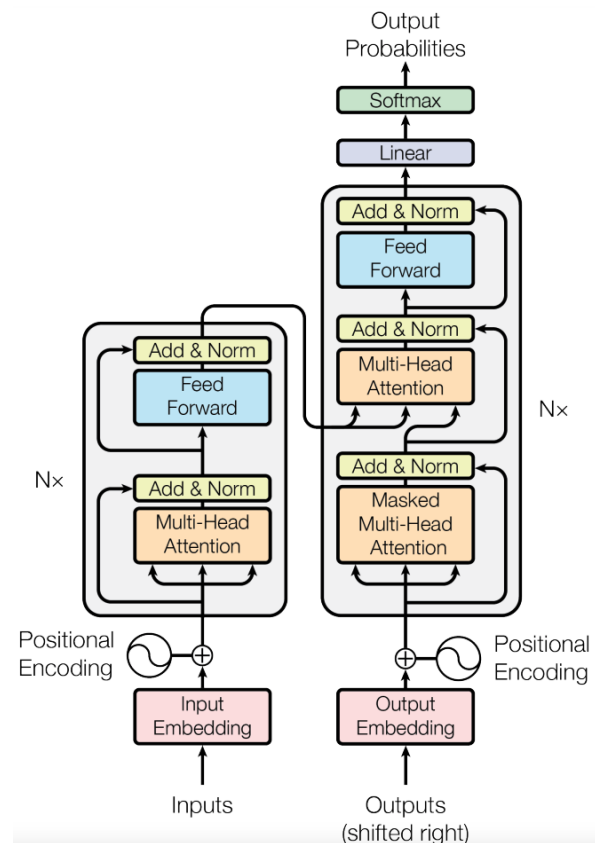 Output
Probabilities
Softmax
Linear
Add & Norm
Feed
Forward
Add & Norm
Multi-Head
Attention
N×
Add & Norm
Masked
Multi-Head
Attention
Add & Norm
Feed
Forward
N×
Add & Norm
Multi-Head
Attention
Positional
Encoding
Positional
Encoding
Input
Embedding
Output
Embedding
Inputs
Outputs
(shifted right)